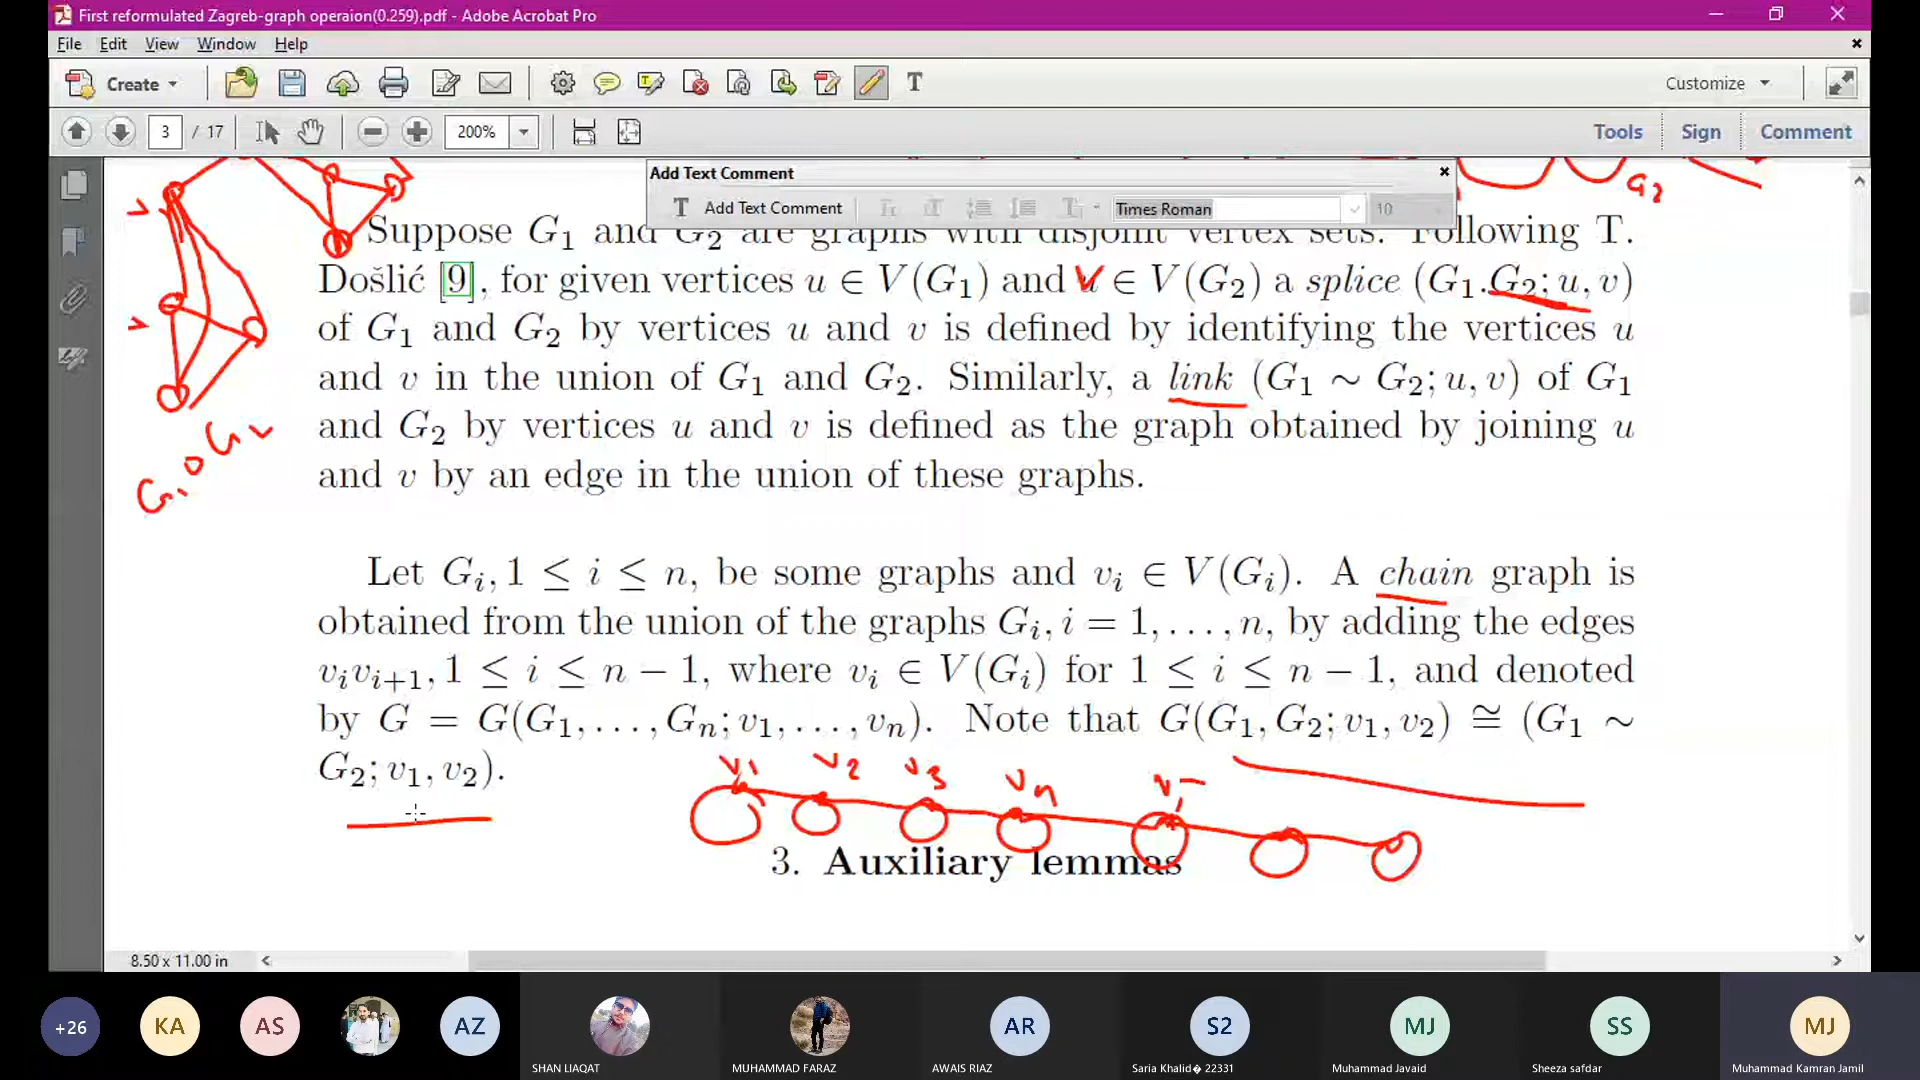 First reformulated Zagreb-graph operaion(0.259).pdf - Adobe Acrobat Pro
File Edit View Window Help
Create Customize
3 / 17 200% Tools Sign Comment
Add Text Comment
Add Text Comment Times Roman 10
G2
Suppose G₁ and G₂ are graphs with disjoint vertex sets. Following T.
Došlić [9], for given vertices u ∈ V(G₁) and v ∈ V(G₂) a splice (G₁.G₂; u, v)
of G₁ and G₂ by vertices u and v is defined by identifying the vertices u
and v in the union of G₁ and G₂. Similarly, a link (G₁ ∼ G₂; u, v) of G₁
and G₂ by vertices u and v is defined as the graph obtained by joining u
and v by an edge in the union of these graphs.
G₁ o G₂
Let Gᵢ, 1 ≤ i ≤ n, be some graphs and vᵢ ∈ V(Gᵢ). A chain graph is
obtained from the union of the graphs Gᵢ, i = 1, . . . , n, by adding the edges
vᵢvᵢ₊₁, 1 ≤ i ≤ n − 1, where vᵢ ∈ V(Gᵢ) for 1 ≤ i ≤ n − 1, and denoted
by G = G(G₁, . . . , Gₙ; v₁, . . . , vₙ). Note that G(G₁, G₂; v₁, v₂) ≅ (G₁ ∼
G₂; v₁, v₂).
v₁ v₂ v₃
3. Auxiliary lemmas
8.50 x 11.00 in
+26 KA AS AZ AR S2 MJ SS MJ
SHAN LIAQAT MUHAMMAD FARAZ AWAIS RIAZ Saria Khalid� 22331 Muhammad Javaid Sheeza safdar Muhammad Kamran Jamil